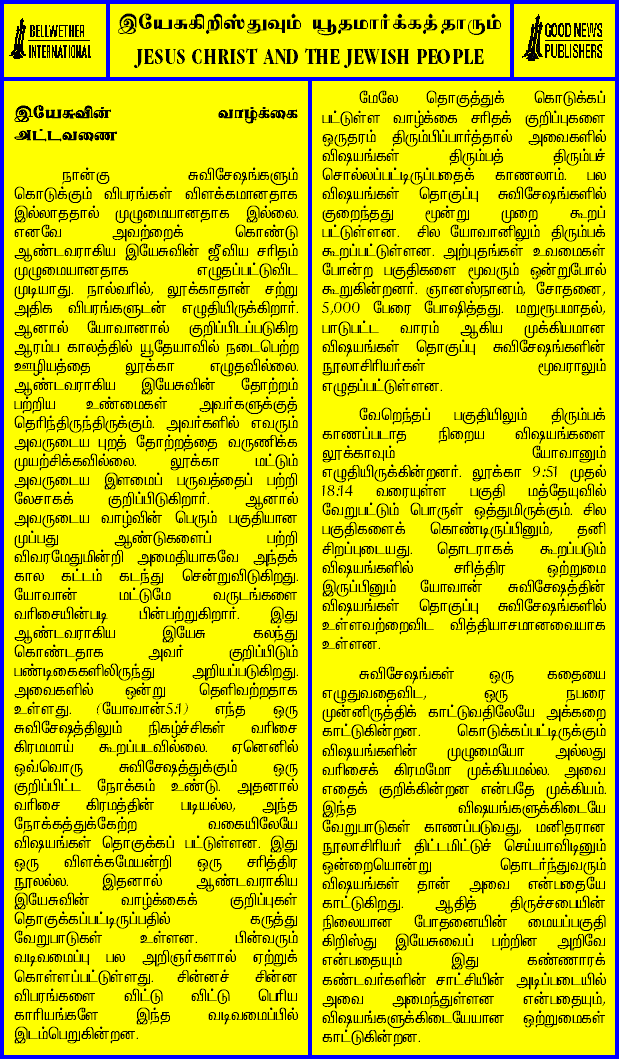 BELLWETHER
INTERNATIONAL
இயேசுகிறிஸ்துவும் யூதமார்க்கத்தாரும்
JESUS CHRIST AND THE JEWISH PEOPLE
GOOD NEWS
PUBLISHERS
இயேசுவின் வாழ்க்கை
அட்டவணை
நான்கு சுவிசேஷங்களும்
கொடுக்கும் விபரங்கள் விளக்கமானதாக
இல்லாததால் முழுமையானதாக இல்லை.
எனவே அவற்றைக் கொண்டு
ஆண்டவராகிய இயேசுவின் ஜீவிய சரிதம்
முழுமையானதாக எழுதப்பட்டுவிட
முடியாது. நால்வரில், லூக்காதான் சற்று
அதிக விபரங்களுடன் எழுதியிருக்கிறார்.
ஆனால் யோவானால் குறிப்பிடப்படுகிற
ஆரம்ப காலத்தில் யூதேயாவில் நடைபெற்ற
ஊழியத்தை லூக்கா எழுதவில்லை.
ஆண்டவராகிய இயேசுவின் தோற்றம்
பற்றிய உண்மைகள் அவர்களுக்குத்
தெரிந்திருந்திருக்கும். அவர்களில் எவரும்
அவருடைய புறத் தோற்றத்தை வருணிக்க
முயற்சிக்கவில்லை. லூக்கா மட்டும்
அவருடைய இளமைப் பருவத்தைப் பற்றி
லேசாகக் குறிப்பிடுகிறார். ஆனால்
அவருடைய வாழ்வின் பெரும் பகுதியான
முப்பது ஆண்டுகளைப் பற்றி
விவரமேதுமின்றி அமைதியாகவே அந்தக்
கால கட்டம் கடந்து சென்றுவிடுகிறது.
யோவான் மட்டுமே வருடங்களை
வரிசையின்படி பின்பற்றுகிறார். இது
ஆண்டவராகிய இயேசு கலந்து
கொண்டதாக அவர் குறிப்பிடும்
பண்டிகைகளிலிருந்து அறியப்படுகிறது.
அவைகளில் ஒன்று தெளிவற்றதாக
உள்ளது. (யோவான்5:1) எந்த ஒரு
சுவிசேஷத்திலும் நிகழ்ச்சிகள் வரிசை
கிரமமாய் கூறப்படவில்லை. ஏனெனில்
ஒவ்வொரு சுவிசேஷத்துக்கும் ஒரு
குறிப்பிட்ட நோக்கம் உண்டு. அதனால்
வரிசை கிரமத்தின் படியல்ல, அந்த
நோக்கத்துக்கேற்ற வகையிலேயே
விஷயங்கள் தொகுக்கப் பட்டுள்ளன. இது
ஒரு விளக்கமேயன்றி ஒரு சரித்திர
நூலல்ல. இதனால் ஆண்டவராகிய
இயேசுவின் வாழ்க்கைக் குறிப்புகள்
தொகுக்கப்பட்டிருப்பதில் கருத்து
வேறுபாடுகள் உள்ளன. பின்வரும்
வடிவமைப்பு பல அறிஞர்களால் ஏற்றுக்
கொள்ளப்பட்டுள்ளது. சின்னச் சின்ன
விபரங்களை விட்டு விட்டு பெரிய
காரியங்களே இந்த வடிவமைப்பில்
இடம்பெறுகின்றன.
மேலே தொகுத்துக் கொடுக்கப்
பட்டுள்ள வாழ்க்கை சரிதக் குறிப்புகளை
ஒருதரம் திரும்பிப்பார்த்தால் அவைகளில்
விஷயங்கள் திரும்பத் திரும்பச்
சொல்லப்பட்டிருப்பதைக் காணலாம். பல
விஷயங்கள் தொகுப்பு சுவிசேஷங்களில்
குறைந்தது மூன்று முறை கூறப்
பட்டுள்ளன. சில யோவானிலும் திரும்பக்
கூறப்பட்டுள்ளன. அற்புதங்கள் உவமைகள்
போன்ற பகுதிகளை மூவரும் ஒன்றுபோல்
கூறுகின்றனர். ஞானஸ்நானம், சோதனை,
5,000 பேரை போஷித்தது. மறுரூபமாதல்,
பாடுபட்ட வாரம் ஆகிய முக்கியமான
விஷயங்கள் தொகுப்பு சுவிசேஷங்களின்
நூலாசிரியர்கள் மூவராலும்
எழுதப்பட்டுள்ளன.
வேறெந்தப் பகுதியிலும் திரும்பக்
காணப்படாத நிறைய விஷயங்களை
லூக்காவும் யோவானும்
எழுதியிருக்கின்றனர். லூக்கா 9:51 முதல்
18:14 வரையுள்ள பகுதி மத்தேயுவில்
வேறுபட்டும் பொருள் ஒத்துமிருக்கும். சில
பகுதிகளைக் கொண்டிருப்பினும், தனி
சிறப்புடையது. தொடராகக் கூறப்படும்
விஷயங்களில் சரித்திர ஒற்றுமை
இருப்பினும் யோவான் சுவிசேஷத்தின்
விஷயங்கள் தொகுப்பு சுவிசேஷங்களில்
உள்ளவற்றைவிட வித்தியாசமானவையாக
உள்ளன.
சுவிசேஷங்கள் ஒரு கதையை
எழுதுவதைவிட, ஒரு நபரை
முன்னிருத்திக் காட்டுவதிலேயே அக்கறை
காட்டுகின்றன. கொடுக்கப்பட்டிருக்கும்
விஷயங்களின் முழுமையோ அல்லது
வரிசைக் கிரமமோ முக்கியமல்ல. அவை
எதைக் குறிக்கின்றன என்பதே முக்கியம்.
இந்த விஷயங்களுக்கிடையே
வேறுபாடுகள் காணப்படுவது, மனிதரான
நூலாசிரியர் திட்டமிட்டுச் செய்யாவிடினும்
ஒன்றையொன்று தொடர்ந்துவரும்
விஷயங்கள் தான் அவை என்பதையே
காட்டுகிறது. ஆதித் திருச்சபையின்
நிலையான போதனையின் மையப்பகுதி
கிறிஸ்து இயேசுவைப் பற்றின அறிவே
என்பதையும் இது கண்ணாரக்
கண்டவர்களின் சாட்சியின் அடிப்படையில்
அவை அமைந்துள்ளன என்பதையும்,
விஷயங்களுக்கிடையேயான ஒற்றுமைகள்
காட்டுகின்றன.